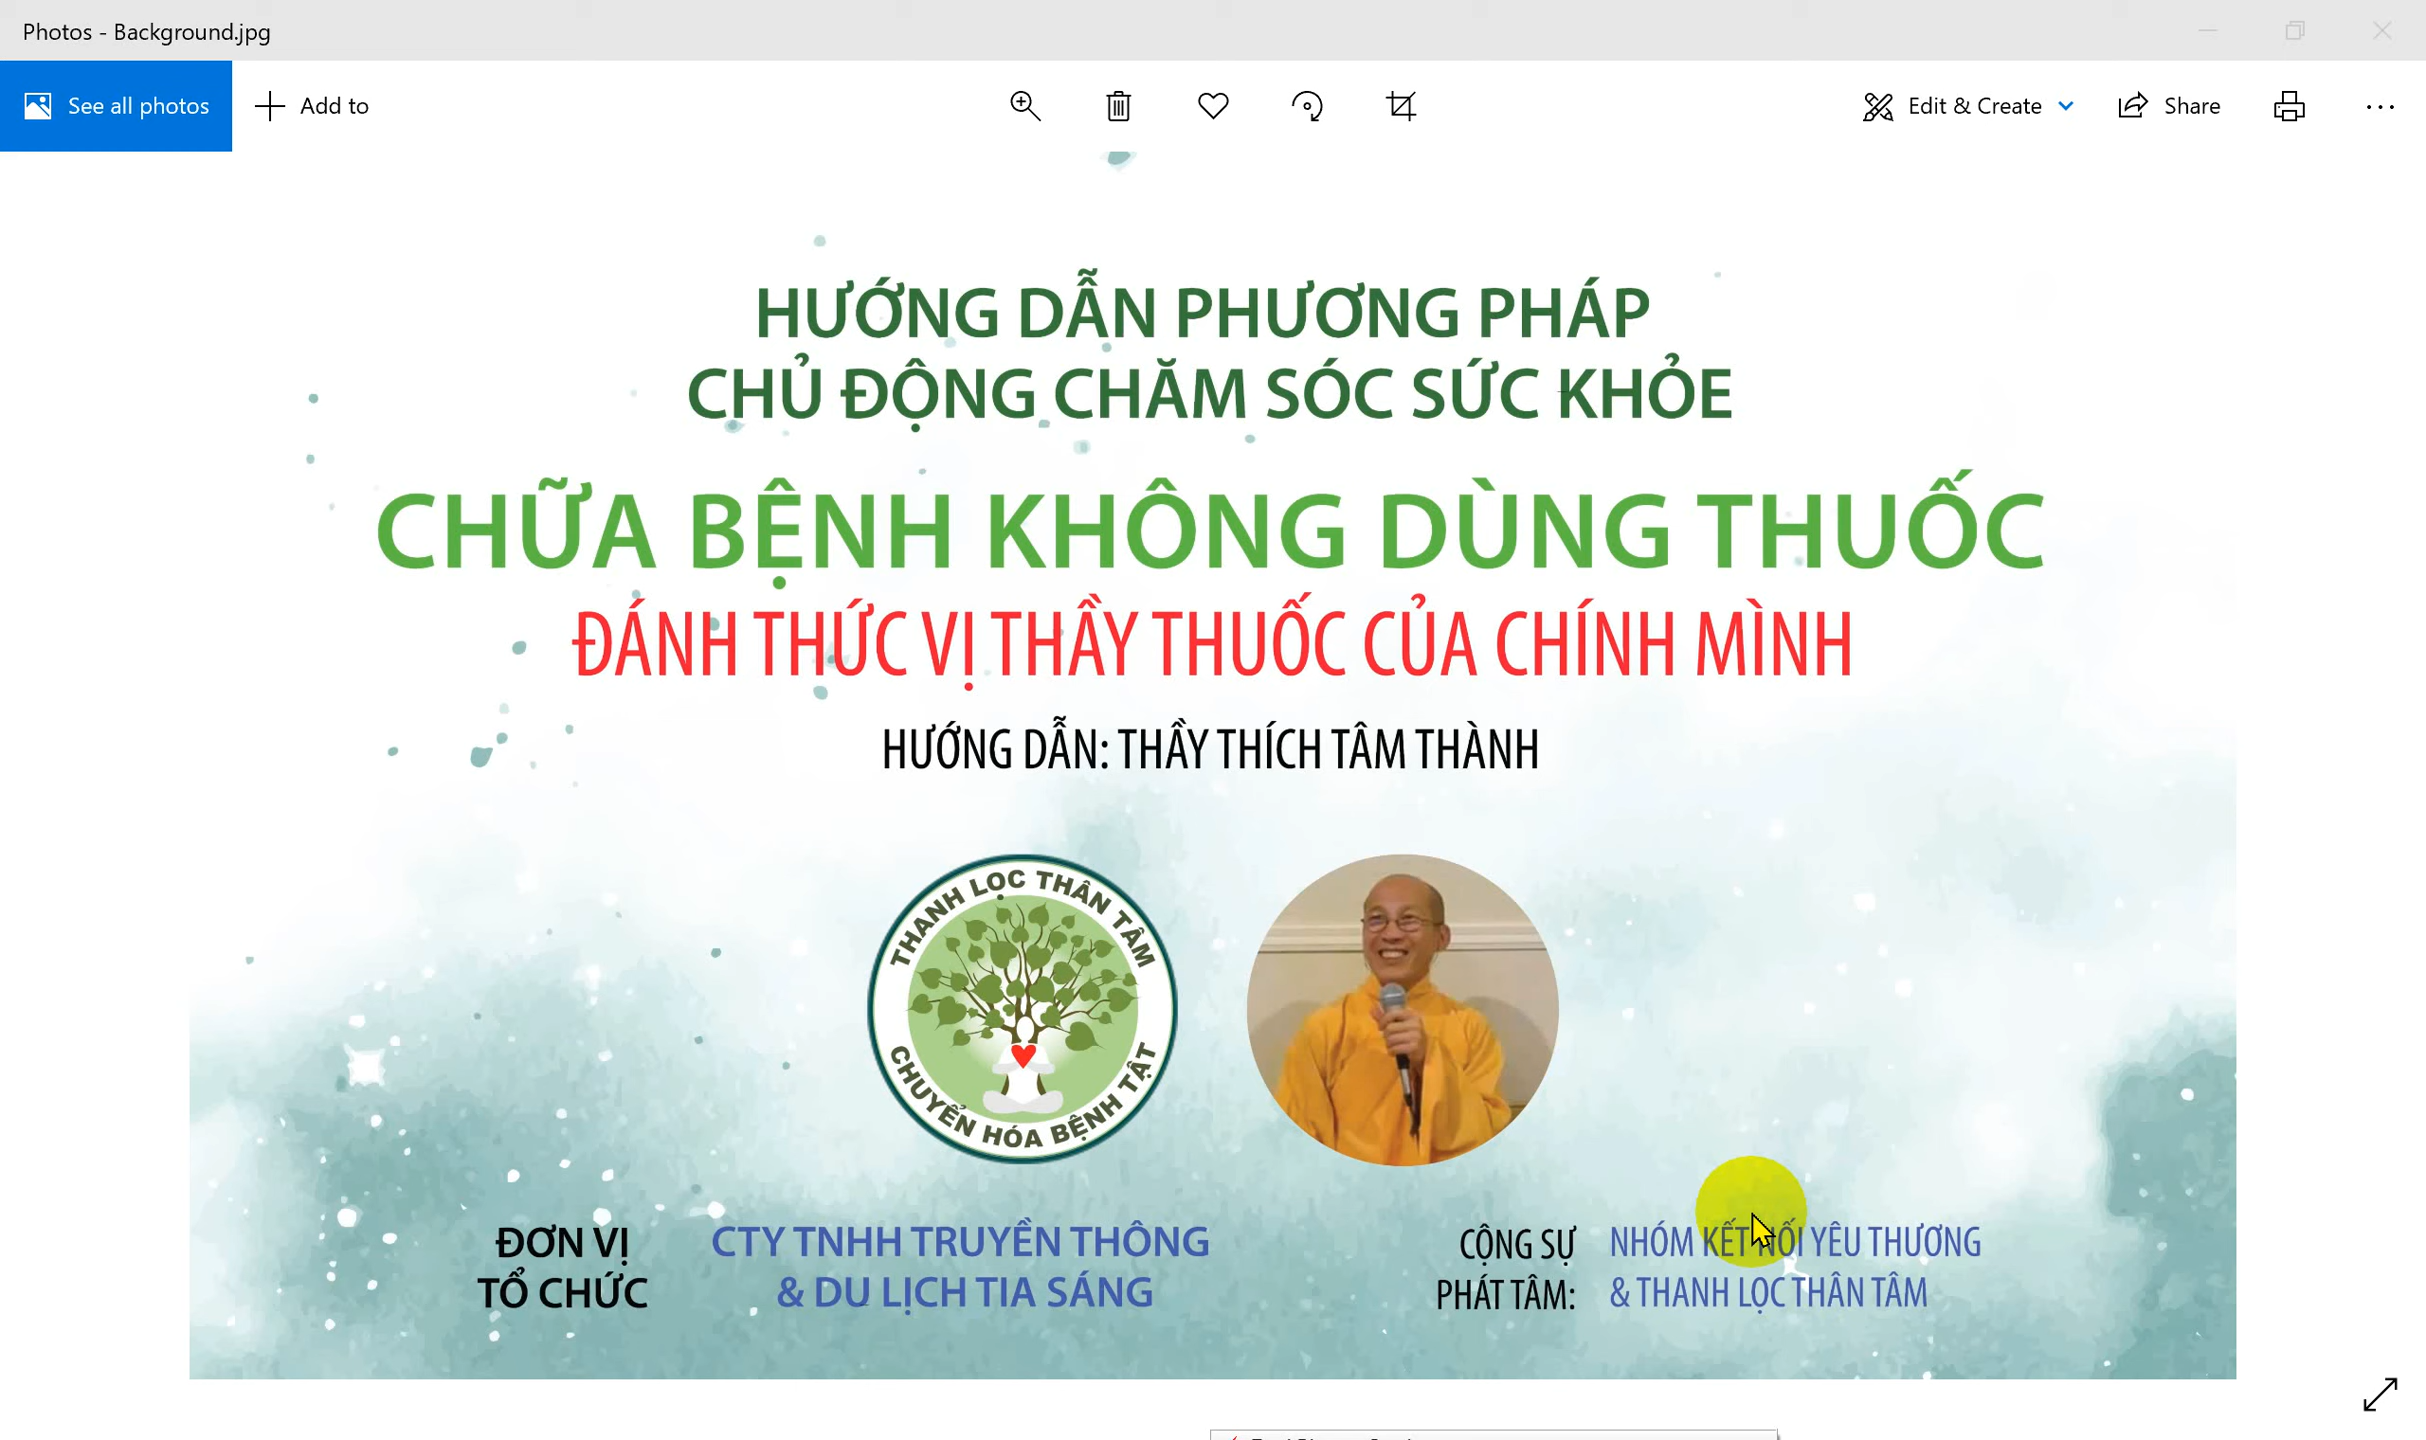 Photos - Background.jpg
See all photos
Add to
Edit & Create
Share
HƯỚNG DẪN PHƯƠNG PHÁP
CHỦ ĐỘNG CHĂM SÓC SỨC KHỎE
CHỮA BỆNH KHÔNG DÙNG THUỐC
ĐÁNH THỨC VỊ THẦY THUỐC CỦA CHÍNH MÌNH
HƯỚNG DẪN: THẦY THÍCH TÂM THÀNH
THANH LỌC THÂN TÂM
CHUYỂN HÓA BỆNH TẬT
ĐƠN VỊ
TỔ CHỨC
CTY TNHH TRUYỀN THÔNG
& DU LỊCH TIA SÁNG
CỘNG SỰ
PHÁT TÂM:
NHÓM KẾT NỐI YÊU THƯƠNG
& THANH LỌC THÂN TÂM